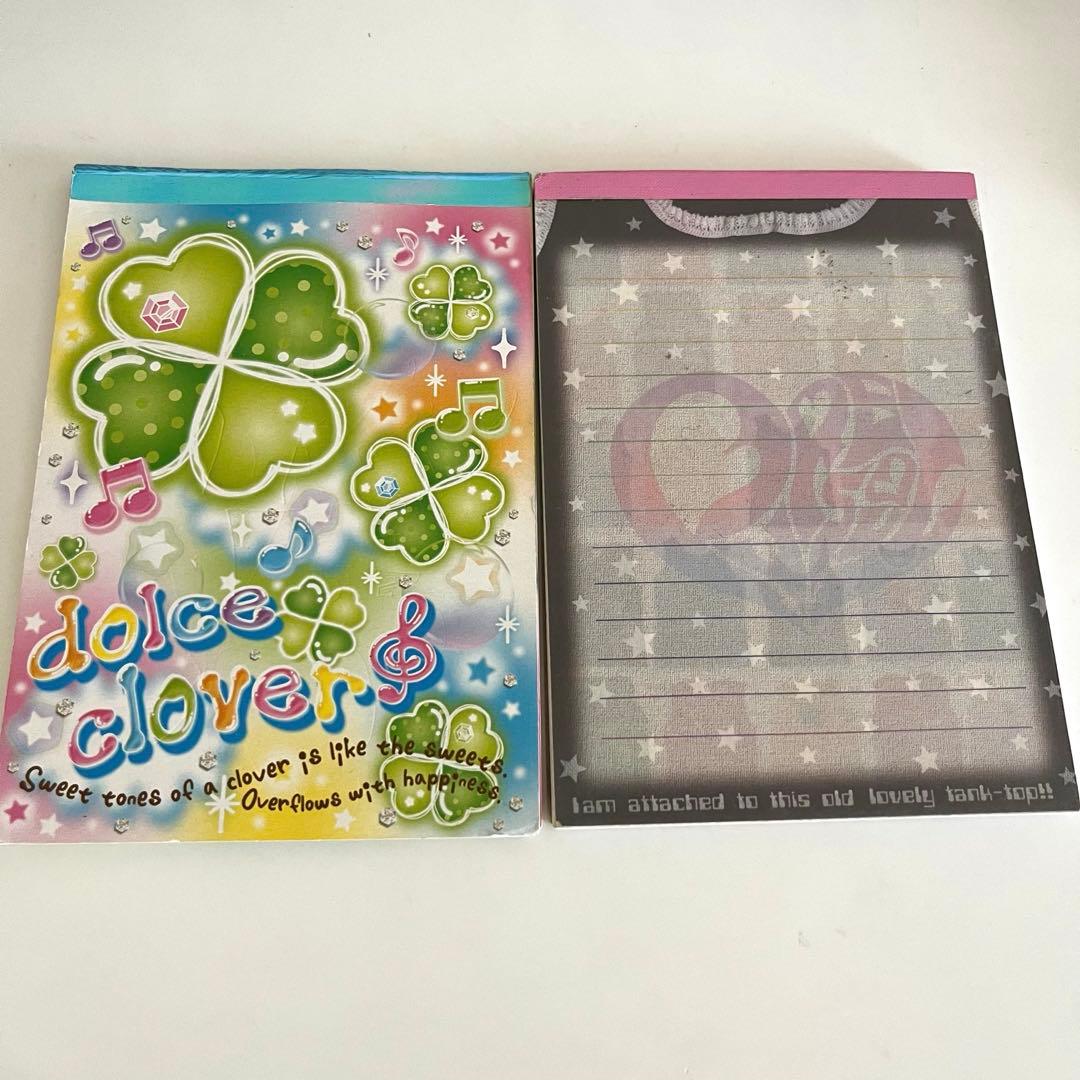 dolce
clover
Sweet tones of a clover is like the sweets.
Overflows with happiness.
I am attached to this old lovely tank-top!!